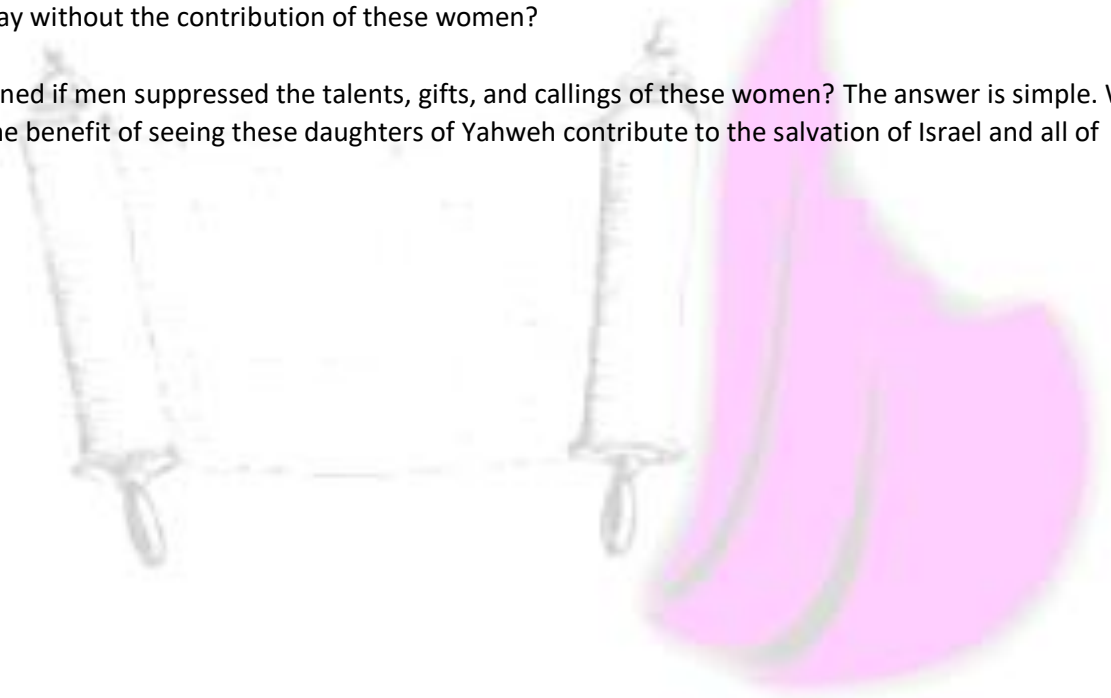 ay without the contribution of these women?
ned if men suppressed the talents, gifts, and callings of these women? The answer is simple.
ne benefit of seeing these daughters of Yahweh contribute to the salvation of Israel and all of